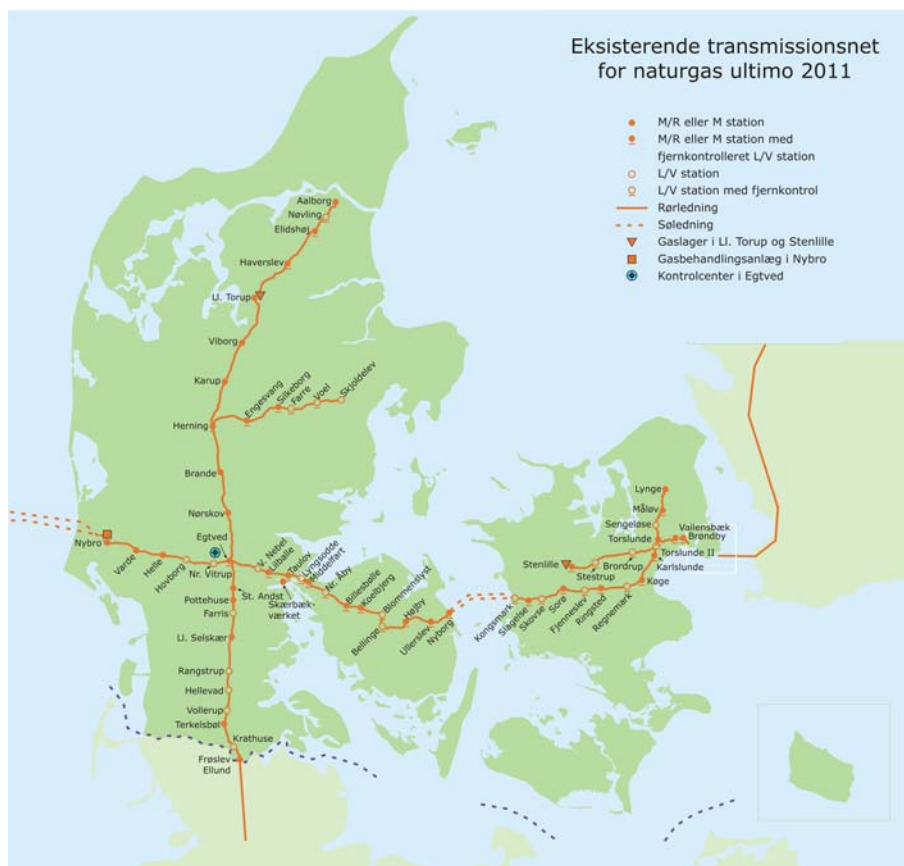 Eksisterende transmissionsnet
for naturgas ultimo 2011
M/R eller M station
M/R eller M station med
fjernkontrolleret L/V station
L/V station
L/V station med fjernkontrol
Rørledning
Søledning
Gaslager i Ll. Torup og Stenlille
Gasbehandlingsanlæg i Nybro
Kontrolcenter i Egtved
Aalborg
Nøvling
Elidshøj
Haverslev
Ll. Torup
Viborg
Karup
Engesvang
Silkeborg
Farre
Voel
Skjoldelev
Herning
Brande
Nørskov
Egtved
Nybro
Varde
Helle
Hovborg
Nr. Vitrup
V. Nebel
Lilballe
Taulov
Lyngsodde
Middelfart
Nr. Åby
Billesbølle
Koelbjerg
Blommenslyst
Bellinge
Højby
Ullerslev
Nyborg
St. Andst
Skærbæk-
værket
Pottehuse
Farris
Ll. Selskær
Rangstrup
Hellevad
Vollerup
Terkelsbøl
Krathuse
Frøslev
Ellund
Lynge
Måløv
Sengeløse
Vallensbæk
Brøndby
Torslunde
Torslunde II
Karlslunde
Stenlille
Stestrup
Brordrup
Køge
Kongsmark
Slagelse
Skovse
Sorø
Fjenneslev
Ringsted
Regnemark